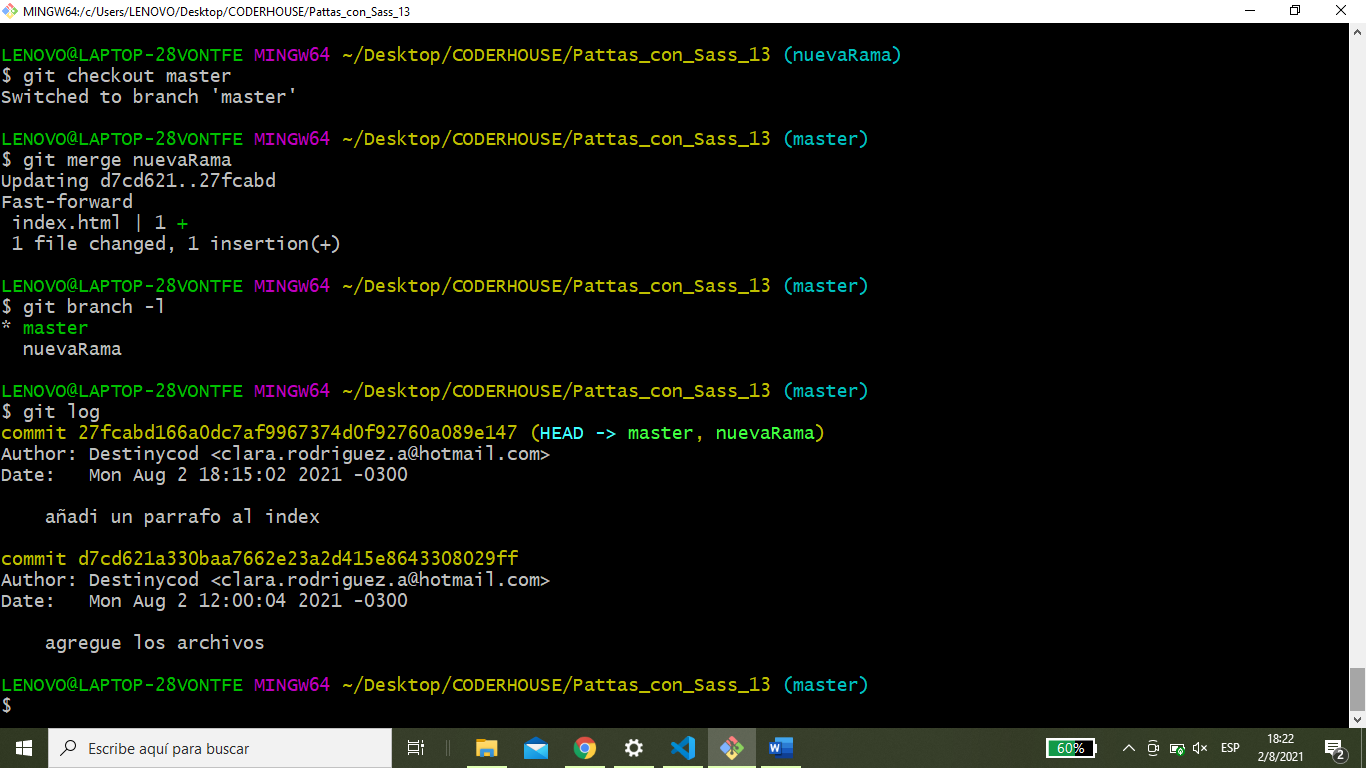 MINGW64:/c/Users/LENOVO/Desktop/CODERHOUSE/Pattas_con_Sass_13
LENOVO@LAPTOP-28VONTFE MINGW64 ~/Desktop/CODERHOUSE/Pattas_con_Sass_13 (nuevaRama)
$ git checkout master
Switched to branch 'master'
LENOVO@LAPTOP-28VONTFE MINGW64 ~/Desktop/CODERHOUSE/Pattas_con_Sass_13 (master)
$ git merge nuevaRama
Updating d7cd621..27fcabd
Fast-forward
 index.html | 1 +
 1 file changed, 1 insertion(+)
LENOVO@LAPTOP-28VONTFE MINGW64 ~/Desktop/CODERHOUSE/Pattas_con_Sass_13 (master)
$ git branch -l
* master
  nuevaRama
LENOVO@LAPTOP-28VONTFE MINGW64 ~/Desktop/CODERHOUSE/Pattas_con_Sass_13 (master)
$ git log
commit 27fcabd166a0dc7af9967374d0f92760a089e147 (HEAD -> master, nuevaRama)
Author: Destinycod <clara.rodriguez.a@hotmail.com>
Date:   Mon Aug 2 18:15:02 2021 -0300
    añadi un parrafo al index
commit d7cd621a330baa7662e23a2d415e8643308029ff
Author: Destinycod <clara.rodriguez.a@hotmail.com>
Date:   Mon Aug 2 12:00:04 2021 -0300
    agregue los archivos
LENOVO@LAPTOP-28VONTFE MINGW64 ~/Desktop/CODERHOUSE/Pattas_con_Sass_13 (master)
$
Escribe aquí para buscar
60%
ESP
18:22
2/8/2021
2